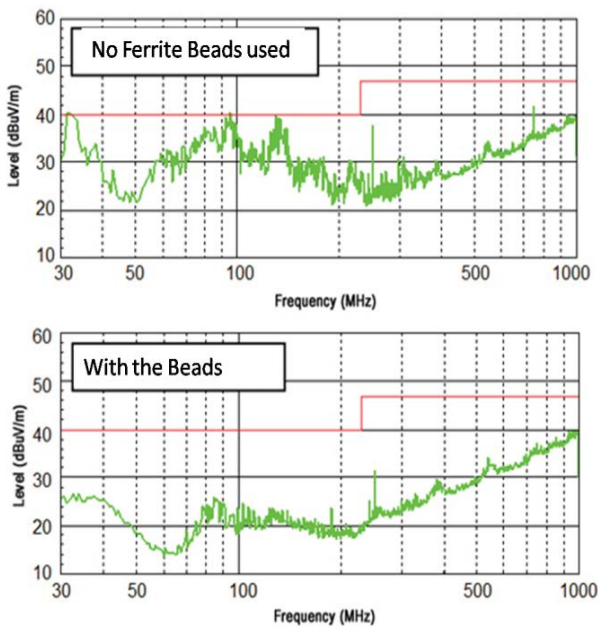 60
No Ferrite Beads used
50
40
30
20
10
Level (dBuV/m)
30 50 100 500 1000
Frequency (MHz)
60
With the Beads
50
40
30
20
10
Level (dBuV/m)
30 50 100 500 1000
Frequency (MHz)